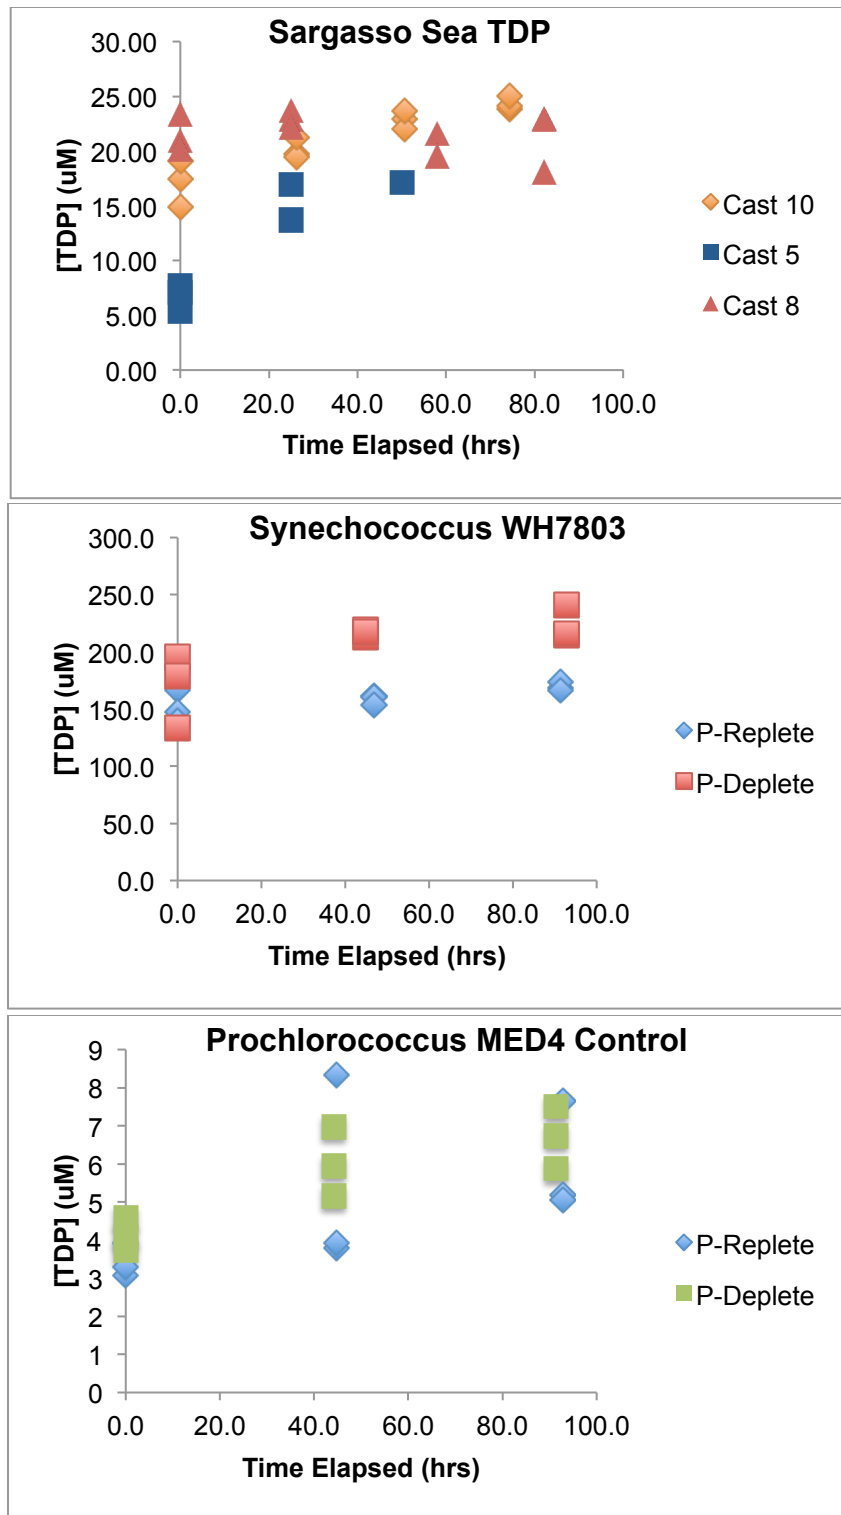 Sargasso Sea TDP
30.00
25.00
20.00
15.00
10.00
5.00
0.00
[TDP] (uM)
0.0 20.0 40.0 60.0 80.0 100.0
Time Elapsed (hrs)
Cast 10
Cast 5
Cast 8
Synechococcus WH7803
300.0
250.0
200.0
150.0
100.0
50.0
0.0
[TDP] (uM)
0.0 20.0 40.0 60.0 80.0 100.0
Time Elapsed (hrs)
P-Replete
P-Deplete
Prochlorococcus MED4 Control
9
8
7
6
5
4
3
2
1
0
[TDP] (uM)
0.0 20.0 40.0 60.0 80.0 100.0
Time Elapsed (hrs)
P-Replete
P-Deplete